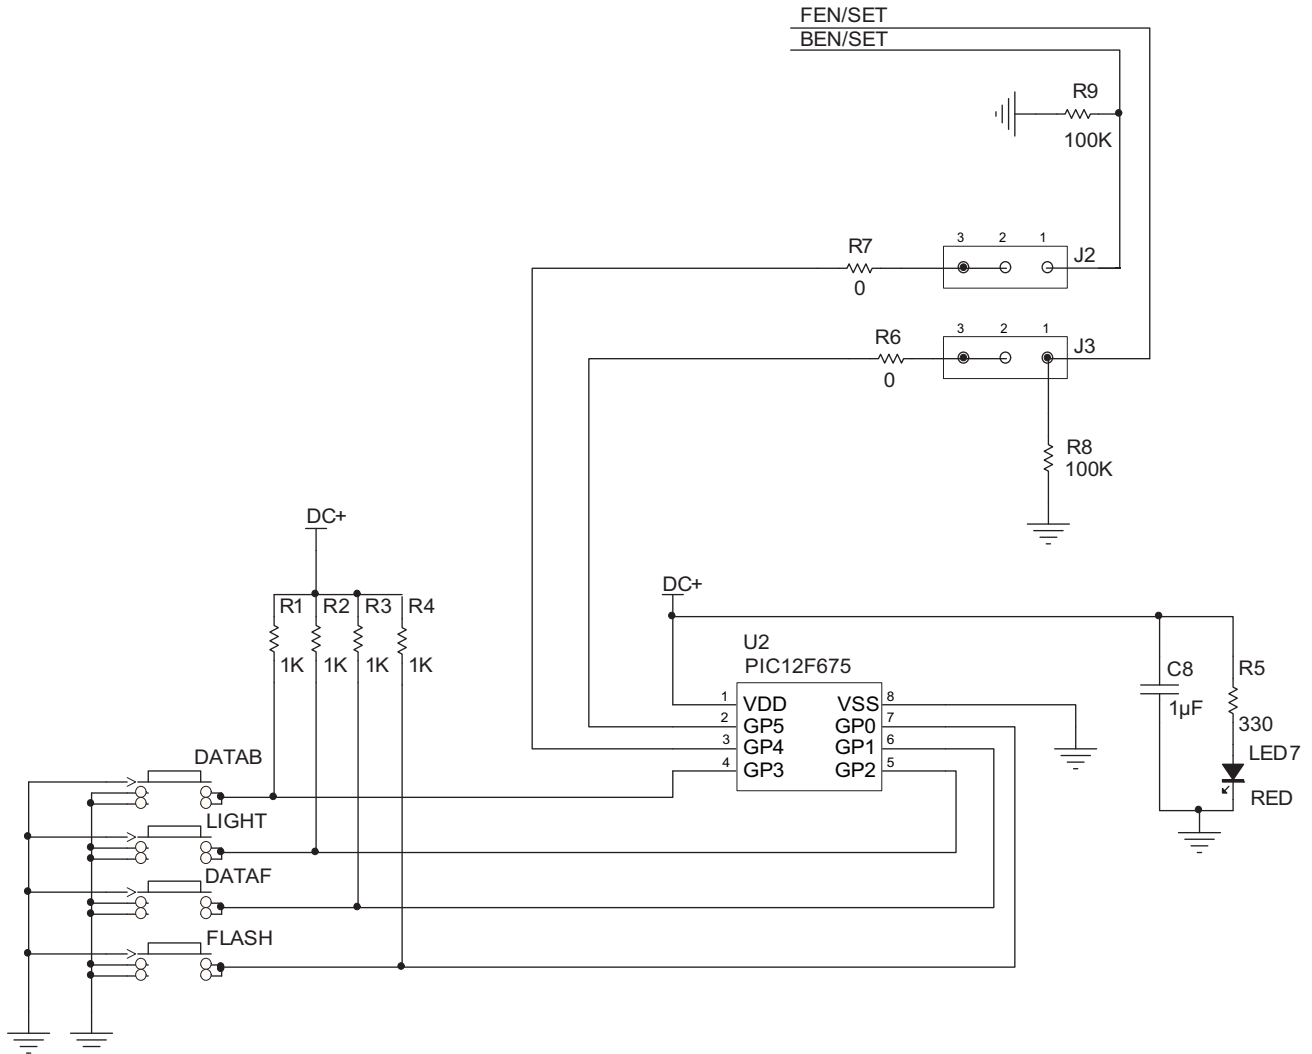 FEN/SET
BEN/SET
R9
100K
R7
0
3 2 1
J2
R6
0
3 2 1
J3
R8
100K
DC+
R1 R2 R3 R4
1K 1K 1K 1K
DC+
U2
PIC12F675
1 VDD VSS 8
2 GP5 GP0 7
3 GP4 GP1 6
4 GP3 GP2 5
C8
1µF
R5
330
LED7
RED
DATAB
LIGHT
DATAF
FLASH